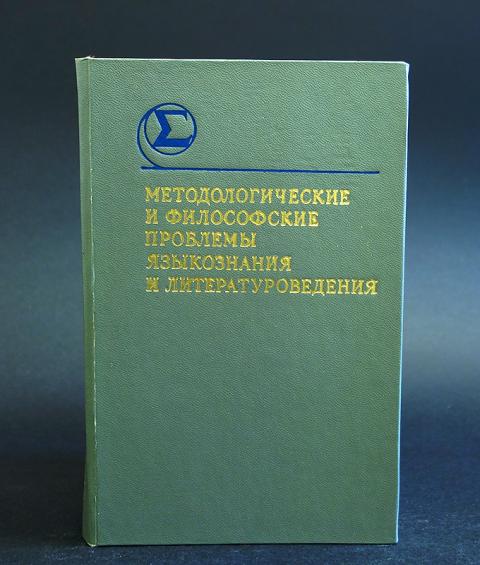 Σ
МЕТОДОЛОГИЧЕСКИЕ
И ФИЛОСОФСКИЕ
ПРОБЛЕМЫ
ЯЗЫКОЗНАНИЯ
И ЛИТЕРАТУРОВЕДЕНИЯ